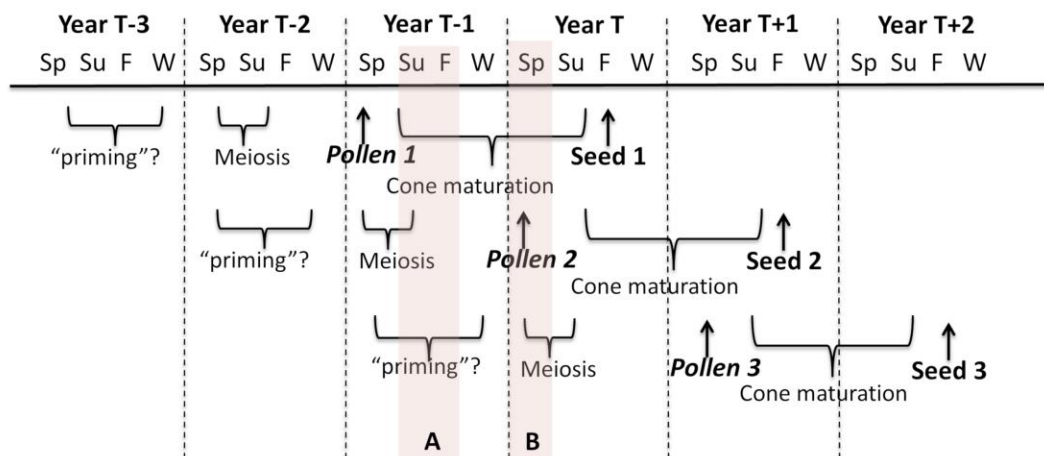 Year T-3 Year T-2 Year T-1 Year T Year T+1 Year T+2
Sp Su F W Sp Su F W Sp Su F W Sp Su F W Sp Su F W Sp Su F W
“priming”? Meiosis Pollen 1 Seed 1
Cone maturation
“priming”? Meiosis Pollen 2 Seed 2
Cone maturation
“priming”? Meiosis Pollen 3 Seed 3
Cone maturation
A B